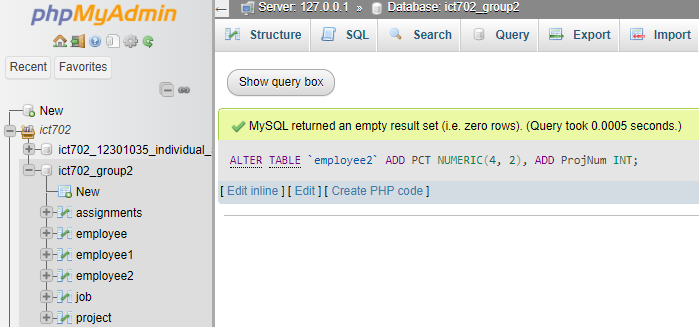 phpMyAdmin
Recent Favorites
New
ict702
ict702_12301035_individual_
ict702_group2
New
assignments
employee
employee1
employee2
job
project
Server: 127.0.0.1 » Database: ict702_group2
Structure SQL Search Query Export Import
Show query box
MySQL returned an empty result set (i.e. zero rows). (Query took 0.0005 seconds.)
ALTER TABLE `employee2` ADD PCT NUMERIC(4, 2), ADD ProjNum INT;
[ Edit inline ] [ Edit ] [ Create PHP code ]